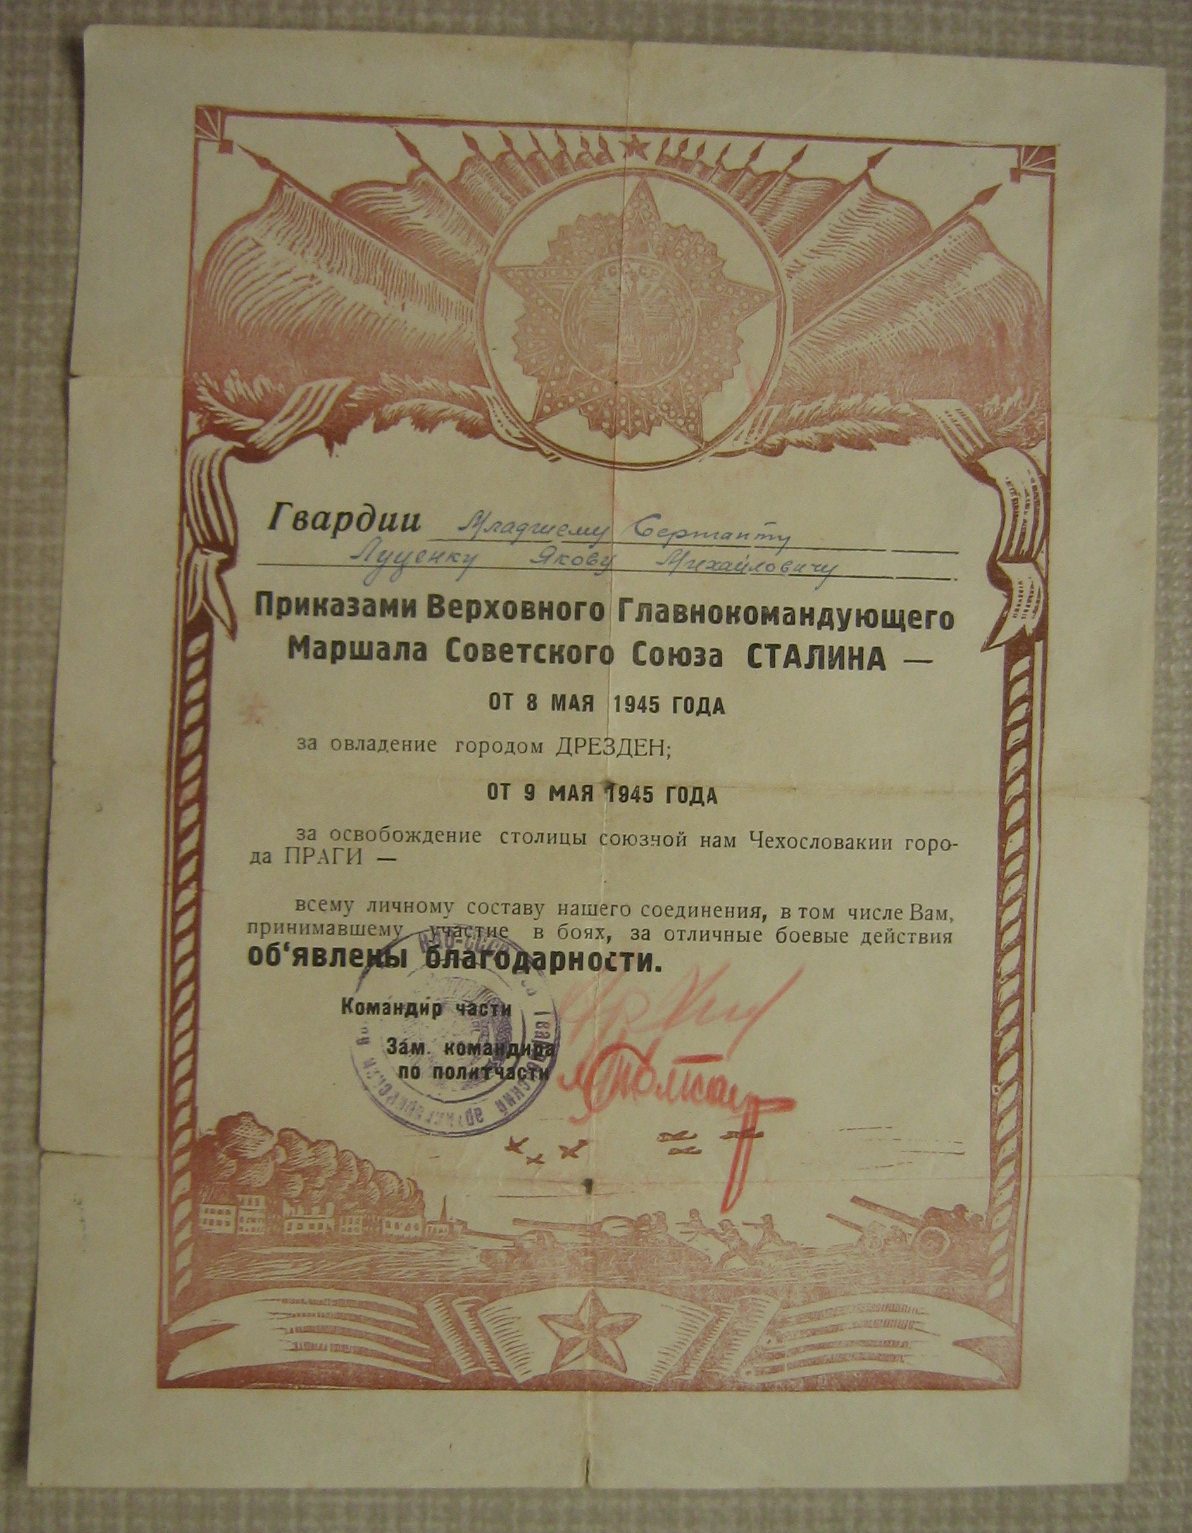 СССР
Гвардии Младшему Сержанту
Луценку Якову Михайловичу
Приказами Верховного Главнокомандующего
Маршала Советского Союза СТАЛИНА —
ОТ 8 МАЯ 1945 ГОДА
за овладение городом ДРЕЗДЕН;
ОТ 9 МАЯ 1945 ГОДА
за освобождение столицы союзной нам Чехословакии горо-
да ПРАГИ —
всему личному составу нашего соединения, в том числе Вам,
принимавшему участие в боях, за отличные боевые действия
об‘явлены благодарности.
Командир части
Зам. командира
по политчасти
НКО-СССР